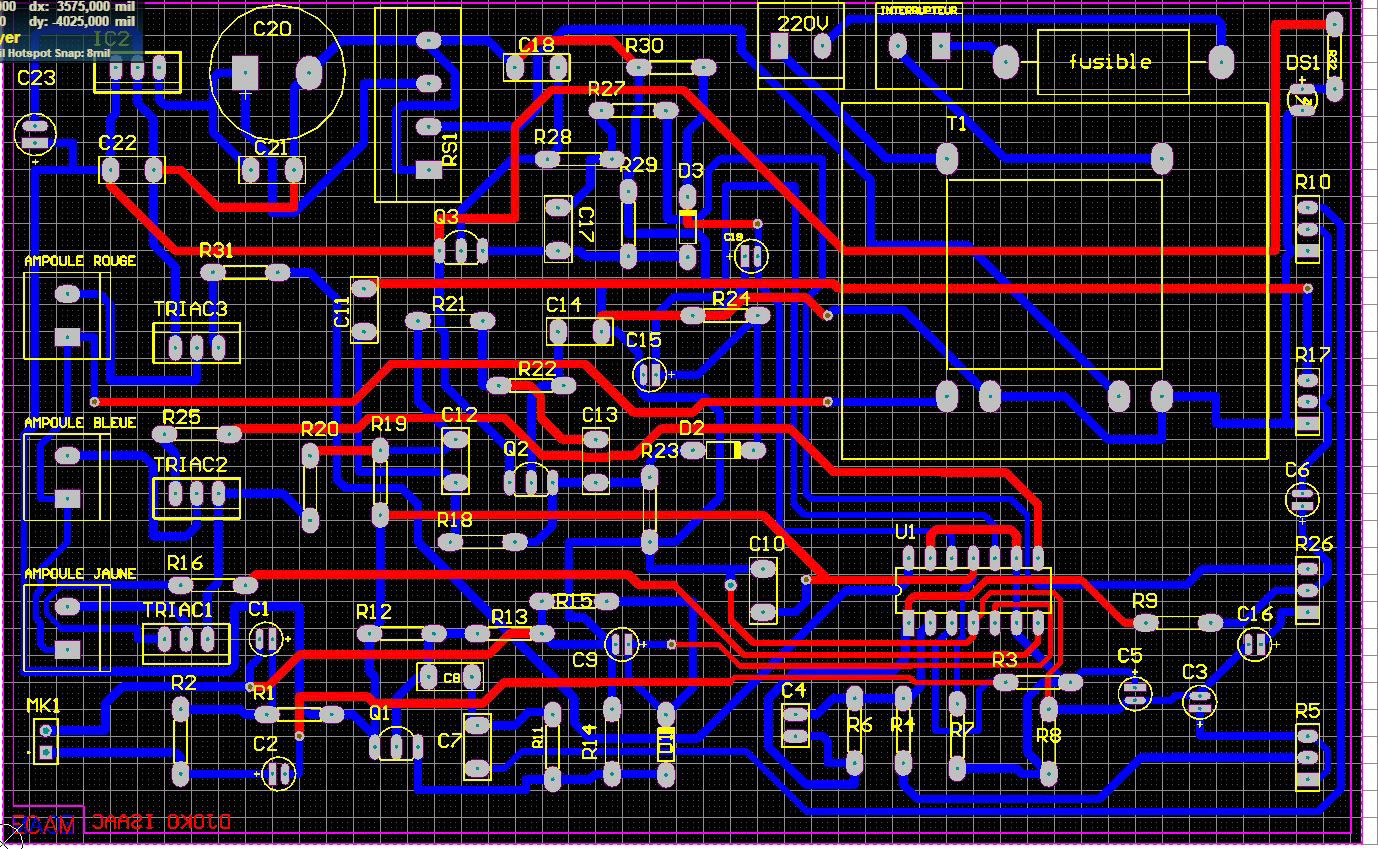 000 dx: 3575,000 mil
dy: -4025,000 mil
yer IC2
il Hotspot Snap: 8mil
C23
C20
C18
R30
220V
INTERRUPTEUR
fusible
DS1
R32
R27
T1
C22
C21
RS1
R28
R29
D3
R10
Q3
C17
C19
R31
AMPOULE ROUGE
TRIAC3
C11
R21
C14
R24
C15
R17
R22
AMPOULE BLEUE
R25
R20
R19
C12
C13
D2
TRIAC2
Q2
R23
C6
R18
U1
C10
R26
AMPOULE JAUNE
R16
TRIAC1
C1
R12
R13
R15
R9
C16
C9
R3
C5
C8
C3
R2
R1
MK1
Q1
C7
R11
R14
D1
C4
R6
R4
R7
R8
R5
C2
ECAM
DJOKO ISAAC